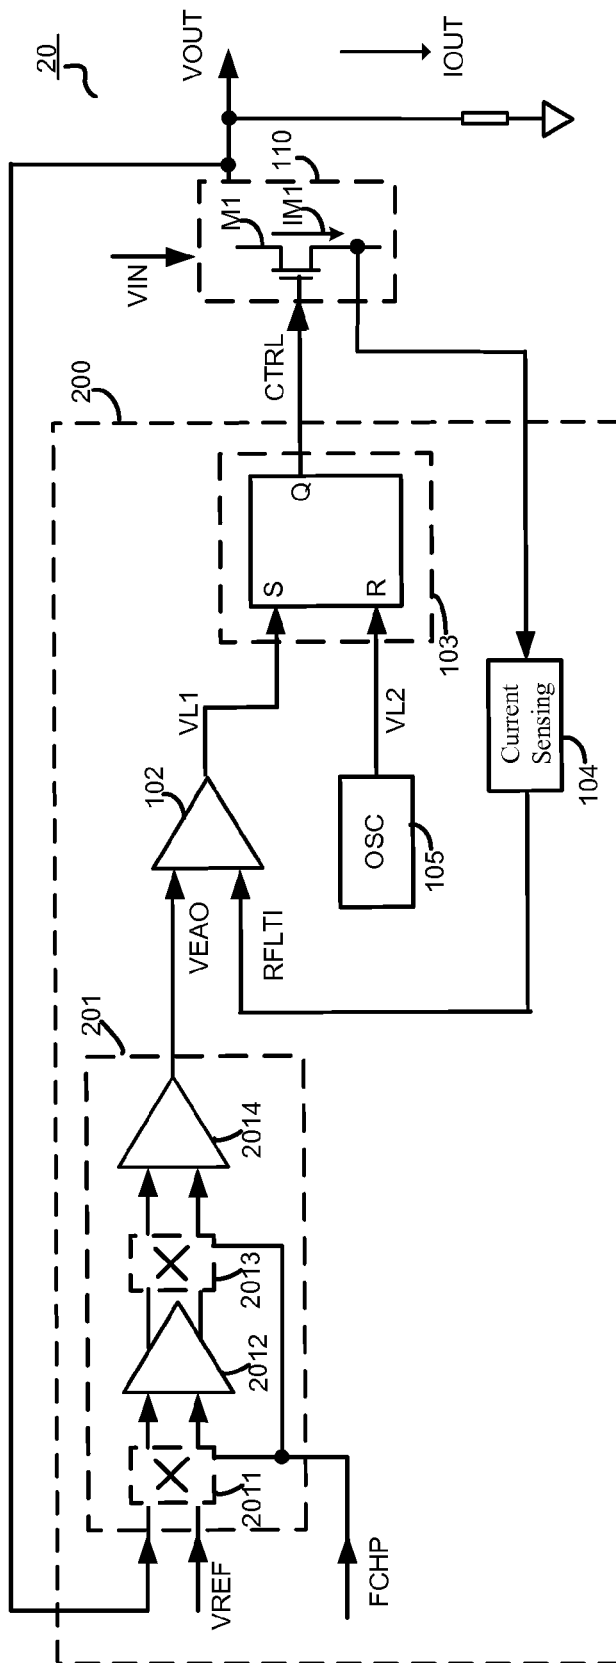 20
VOUT
IOUT
110
M1
IM1
VIN
CTRL
200
Q
S
R
103
VL1
VL2
102
OSC
105
Current
Sensing
104
VEAO
RFLTI
201
2014
2013
2012
2011
VREF
FCHP